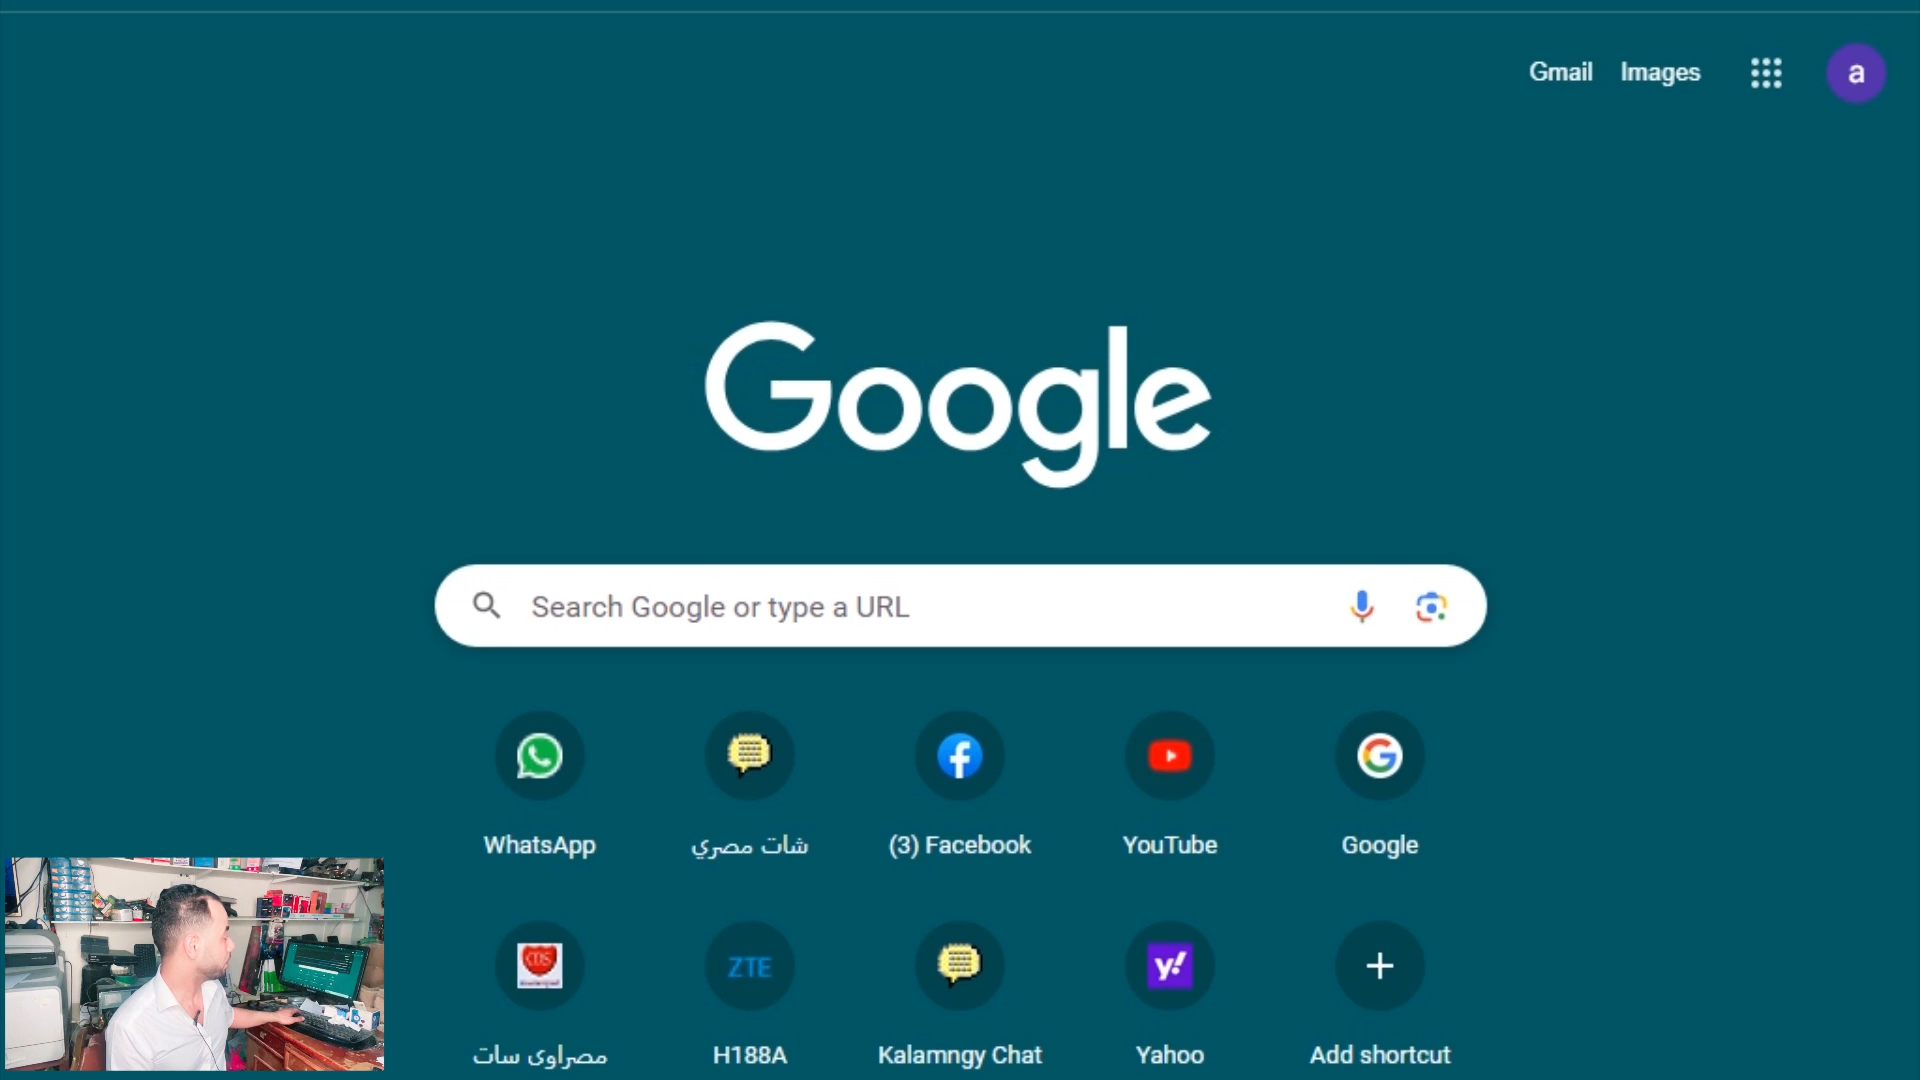 Gmail Images a
Google
Search Google or type a URL
WhatsApp
شات مصري
(3) Facebook
YouTube
Google
ZTE
y!
مصراوى سات
H188A
Kalamngy Chat
Yahoo
Add shortcut